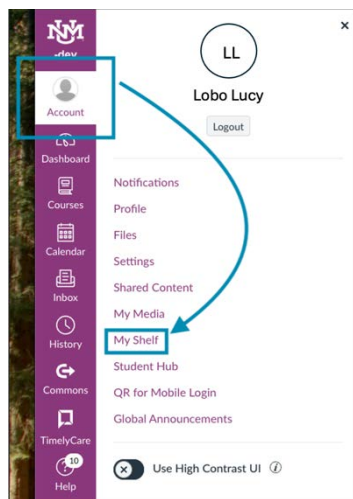 UNM
-dev
Account
Dashboard
Courses
Calendar
Inbox
History
Commons
TimelyCare
10
Help
×
LL
Lobo Lucy
Logout
Notifications
Profile
Files
Settings
Shared Content
My Media
My Shelf
Student Hub
QR for Mobile Login
Global Announcements
Use High Contrast UI i